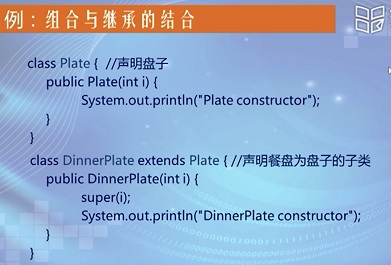 例：组合与继承的结合
class Plate { //声明盘子
public Plate(int i) {
System.out.println("Plate constructor");
}
}
class DinnerPlate extends Plate { //声明餐盘为盘子的子类
public DinnerPlate(int i) {
super(i);
System.out.println("DinnerPlate constructor");
}
}